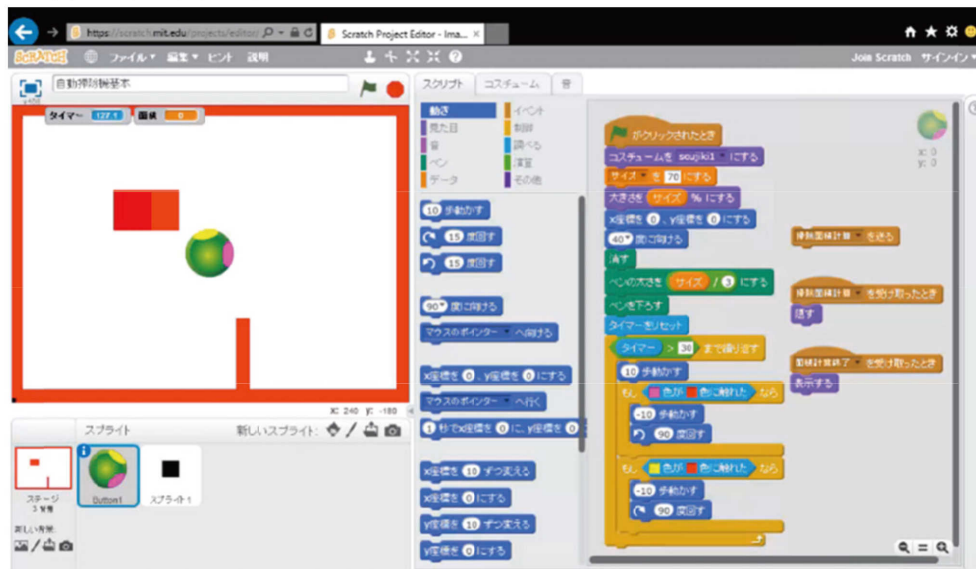 https://scratch.mit.edu/projects/editor/
Scratch Project Editor - Ima... ×
SCRATCH ファイル▼ 編集▼ ヒント 説明
Join Scratch サインイン▼
自動掃除機基本
タイマー 127.1 面積 0
x: 240 y: -180
スプライト 新しいスプライト:
ステージ
3 背景
新しい背景:
Button1
スプライト1
スクリプト コスチューム 音
動き イベント
見た目 制御
音 調べる
ペン 演算
データ その他
10 歩動かす
15 度回す
15 度回す
90▼ 度に向ける
マウスのポインター▼ へ向ける
x座標を 0 、y座標を 0 にする
マウスのポインター▼ へ行く
1 秒でx座標を 0 に、y座標を 0
x座標を 10 ずつ変える
x座標を 0 にする
y座標を 10 ずつ変える
y座標を 0 にする
がクリックされたとき
コスチュームを soujiki1▼ にする
サイズ▼ を 70 にする
大きさを サイズ % にする
x座標を 0 、y座標を 0 にする
40▼ 度に向ける
消す
ペンの太さを サイズ / 3 にする
ペンを下ろす
タイマーをリセット
タイマー > 30 まで繰り返す
10 歩動かす
もし 色が 色に触れた なら
-10 歩動かす
90 度回す
もし 色が 色に触れた なら
-10 歩動かす
90 度回す
掃除面積計算▼ を送る
掃除面積計算▼ を受け取ったとき
隠す
面積計算終了▼ を受け取ったとき
表示する
x: 0
y: 0